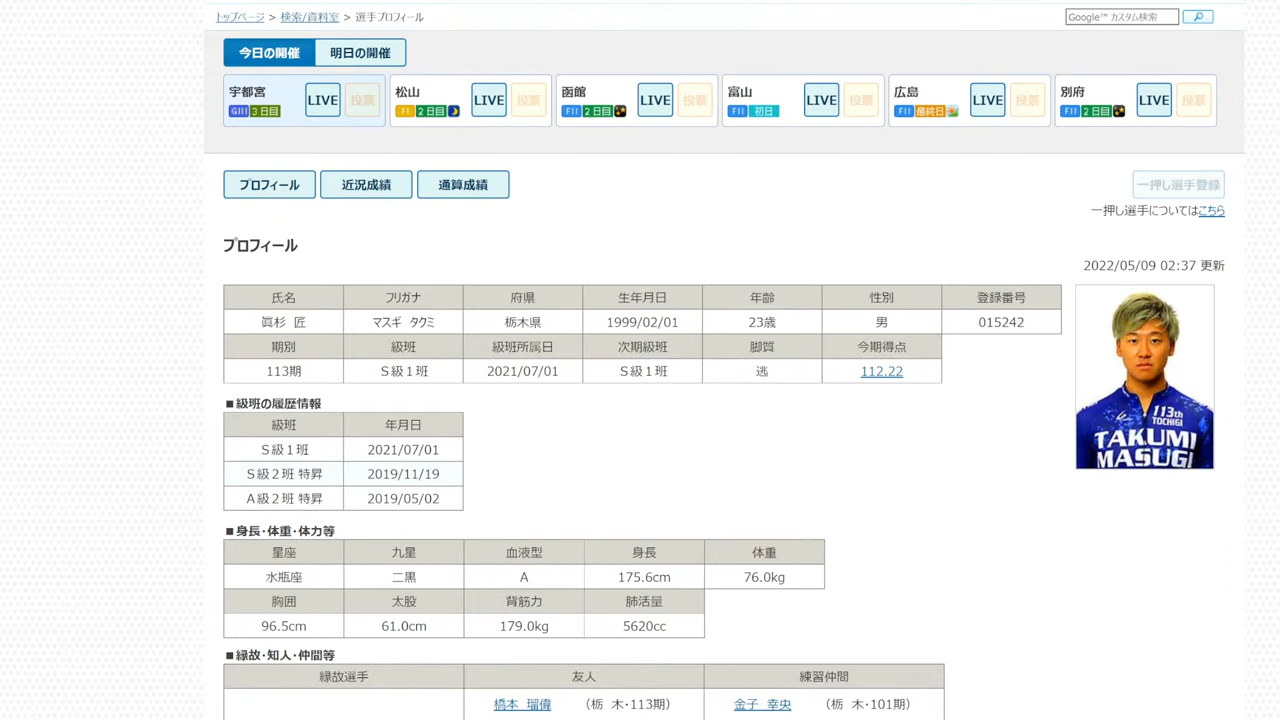 トップページ > 検索/資料室 > 選手プロフィール
Google™ カスタム検索
今日の開催 明日の開催
宇都宮 LIVE 投票 松山 LIVE 投票 函館 LIVE 投票 富山 LIVE 投票 広島 LIVE 投票 別府 LIVE 投票
GIII 3日目 FI 2日目 FII 2日目 FII 初日 FII 最終日 FII 2日目
プロフィール 近況成績 通算成績 一押し選手登録
一押し選手についてはこちら
プロフィール
2022/05/09 02:37 更新
氏名 フリガナ 府県 生年月日 年齢 性別 登録番号
眞杉 匠 マスギ タクミ 栃木県 1999/02/01 23歳 男 015242
期別 級班 級班所属日 次期級班 脚質 今期得点
113期 S級1班 2021/07/01 S級1班 逃 112.22
113th
TOCHIGI
TAKUMI
MASUGI
■級班の履歴情報
級班 年月日
S級1班 2021/07/01
S級2班 特昇 2019/11/19
A級2班 特昇 2019/05/02
■身長・体重・体力等
星座 九星 血液型 身長 体重
水瓶座 二黒 A 175.6cm 76.0kg
胸囲 太股 背筋力 肺活量
96.5cm 61.0cm 179.0kg 5620cc
■縁故・知人・仲間等
縁故選手 友人 練習仲間
橋本 瑠偉 (栃 木・113期) 金子 幸央 (栃 木・101期)